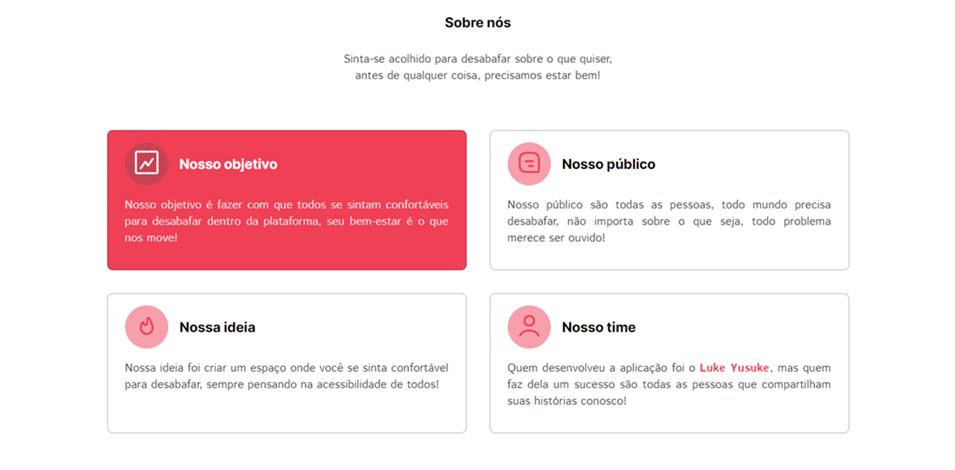 Sobre nós
Sinta-se acolhido para desabafar sobre o que quiser,
antes de qualquer coisa, precisamos estar bem!
Nosso objetivo
Nosso objetivo é fazer com que todos se sintam confortáveis
para desabafar dentro da plataforma, seu bem-estar é o que
nos move!
Nosso público
Nosso público são todas as pessoas, todo mundo precisa
desabafar, não importa sobre o que seja, todo problema
merece ser ouvido!
Nossa ideia
Nossa ideia foi criar um espaço onde você se sinta confortável
para desabafar, sempre pensando na acessibilidade de todos!
Nosso time
Quem desenvolveu a aplicação foi o Luke Yusuke, mas quem
faz dela um sucesso são todas as pessoas que compartilham
suas histórias conosco!